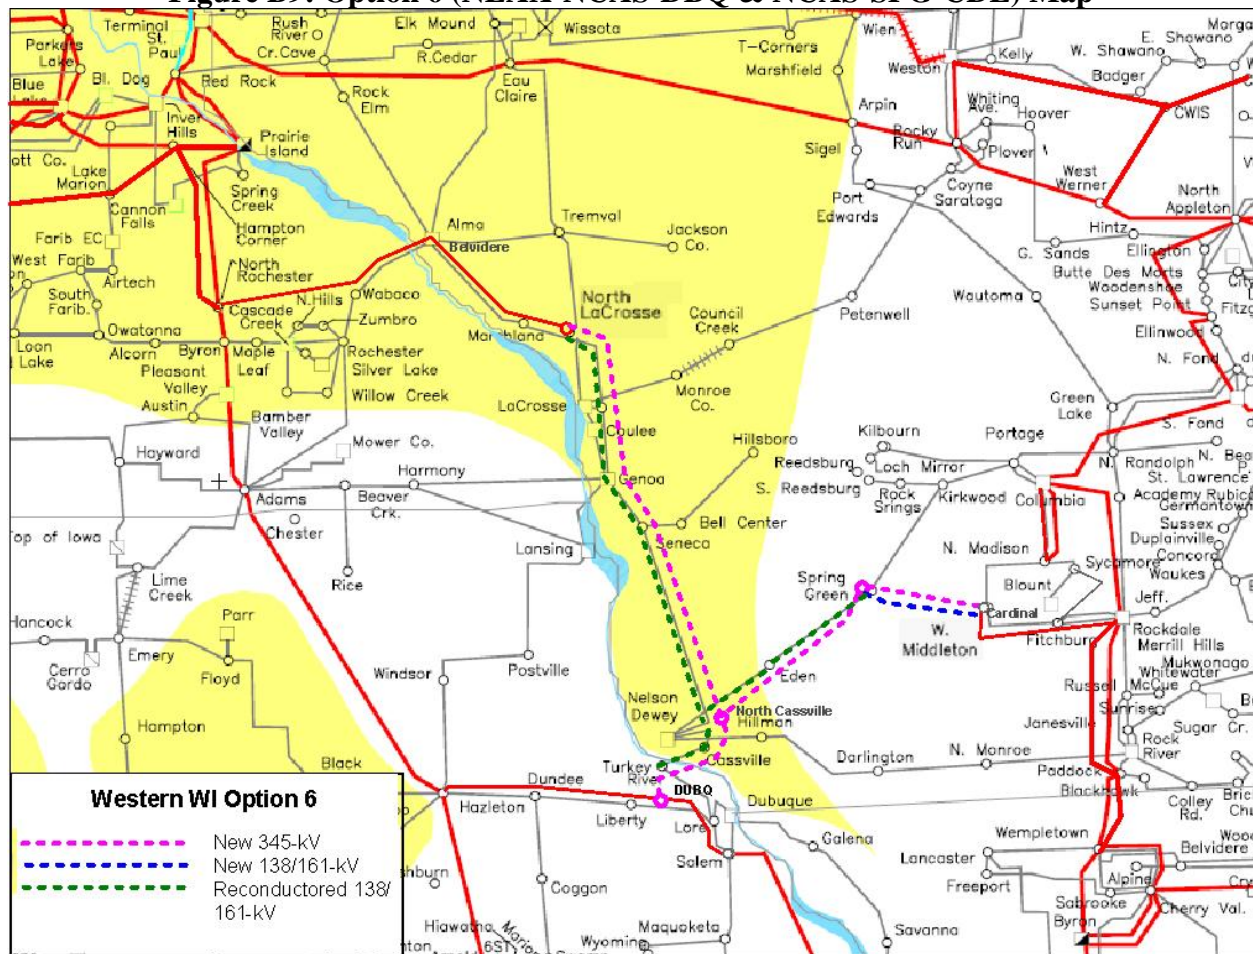 Figure B9: Option 6 (NLAX-NCAS-DBQ & NCAS-SPG-CDL) Map
Terminal
Rush
River
Elk Mound
Wissota
T-Corners
Wien
Kelly
W. Shawano
E. Shawano
Parkers
Lake
St.
Paul
Cr.Cave
R.Cedar
Marshfield
Weston
Badger
Blue
Lake
Bl. Dog
Red Rock
Rock
Elm
Eau
Claire
Arpin
Whiting
Ave.
Hoover
CWIS
Inver
Hills
Prairie
Island
Sigel
Rocky
Run
Plover
ott Co.
Lake
Marion
Spring
Creek
Port
Edwards
Coyne
Saratoga
West
Werner
North
Appleton
Cannon
Falls
Hampton
Corner
Alma
Belvidere
Tremval
Jackson
Co.
Hintz
G. Sands
Ellington
Farib EC
West Farib
Airtech
North
Rochester
Butte Des Morts
Woodenshoe
Sunset Point
South
Farib.
Cascade
Creek
N.Hills
Wabaco
Zumbro
North
LaCrosse
Council
Creek
Petenwell
Wautoma
Ellinwood
Owatonna
Marshland
Loon
Lake
Alcorn
Byron
Maple
Leaf
Rochester
Silver Lake
N. Fond
Pleasant
Valley
Willow Creek
Monroe
Co.
Green
Lake
Austin
LaCrosse
Bamber
Valley
Coulee
Hillsboro
Kilbourn
Portage
S. Fond
Hayward
Mower Co.
Reedsburg
Loch Mirror
N. Randolph
N. Bea
St. Lawrence
Harmony
Genoa
S. Reedsburg
Rock
Srings
Kirkwood
Columbia
Academy
Rubico
Germantown
Adams
Beaver
Crk.
Chester
Bell Center
Seneca
Sussex
Duplainville
Concord
Waukes
op of Iowa
Lansing
N. Madison
Sycamore
Lime
Creek
Rice
Spring
Green
Blount
Jeff.
Hancock
Parr
Cardinal
Fitchburg
W.
Middleton
Rockdale
Merrill Hills
Mukwonago
Cerro
Gordo
Emery
Floyd
Postville
Windsor
Eden
Whitewater
Russell
McCue
Nelson
Dewey
North Cassville
Hillman
Sunrise
Hampton
Janesville
Sugar Cr.
Rock
River
Black
Turkey
River
Cassville
Darlington
N. Monroe
Paddock
Blackhawk
Hazleton
Dundee
DUBQ
Dubuque
Colley
Rd.
Liberty
Lore
Galena
Wempletown
Belvidere
Salem
Lancaster
Freeport
Alpine
hburn
Coggon
Sabrooke
Byron
Cherry Val.
Hiawatha
Maquoketa
Wyoming
Savanna
Western WI Option 6
New 345-kV
New 138/161-kV
Reconductored 138/
161-kV